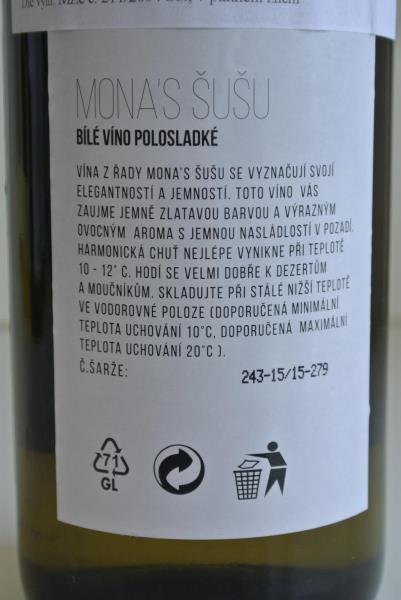 MONA'S ŠUŠU
BÍLÉ VÍNO POLOSLADKÉ
VÍNA Z ŘADY MONA'S ŠUŠU SE VYZNAČUJÍ SVOJÍ
ELEGANTNOSTÍ A JEMNOSTÍ. TOTO VÍNO VÁS
ZAUJME JEMNĚ ZLATAVOU BARVOU A VÝRAZNÝM
OVOCNÝM AROMA S JEMNOU NASLÁDLOSTÍ V POZADÍ.
HARMONICKÁ CHUŤ NEJLÉPE VYNIKNE PŘI TEPLOTĚ
10 - 12° C. HODÍ SE VELMI DOBŘE K DEZERTŮM
A MOUČNÍKŮM. SKLADUJTE PŘI STÁLÉ NIŽŠÍ TEPLOTĚ
VE VODOROVNÉ POLOZE (DOPORUČENÁ MINIMÁLNÍ
TEPLOTA UCHOVÁNÍ 10°C, DOPORUČENÁ MAXIMÁLNÍ
TEPLOTA UCHOVÁNÍ 20°C ).
Č.ŠARŽE: 243-15/15-279
71
GL